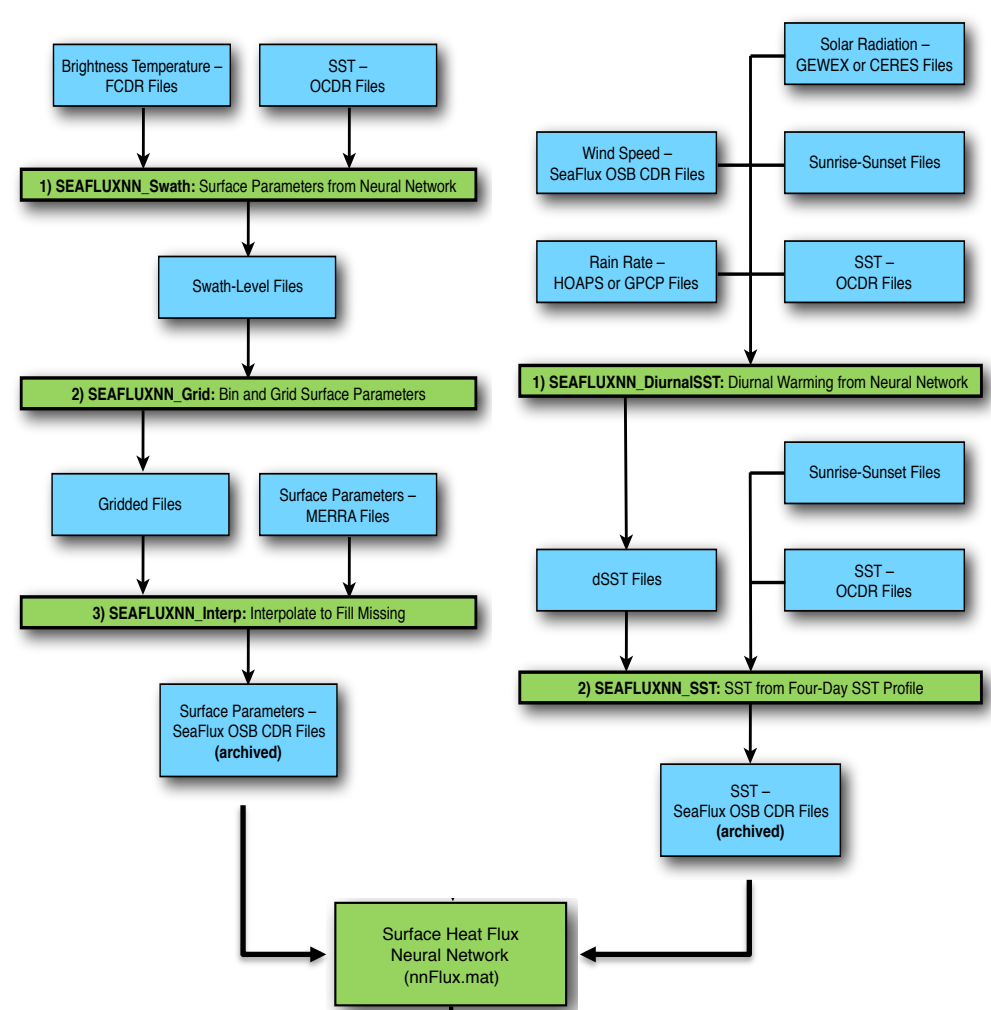 Brightness Temperature –
FCDR Files
SST –
OCDR Files
1) SEAFLUXNN_Swath: Surface Parameters from Neural Network
Swath-Level Files
2) SEAFLUXNN_Grid: Bin and Grid Surface Parameters
Gridded Files
Surface Parameters –
MERRA Files
3) SEAFLUXNN_Interp: Interpolate to Fill Missing
Surface Parameters –
SeaFlux OSB CDR Files
(archived)
Solar Radiation –
GEWEX or CERES Files
Wind Speed –
SeaFlux OSB CDR Files
Sunrise-Sunset Files
Rain Rate –
HOAPS or GPCP Files
SST –
OCDR Files
1) SEAFLUXNN_DiurnalSST: Diurnal Warming from Neural Network
Sunrise-Sunset Files
dSST Files
SST –
OCDR Files
2) SEAFLUXNN_SST: SST from Four-Day SST Profile
SST –
SeaFlux OSB CDR Files
(archived)
Surface Heat Flux
Neural Network
(nnFlux.mat)